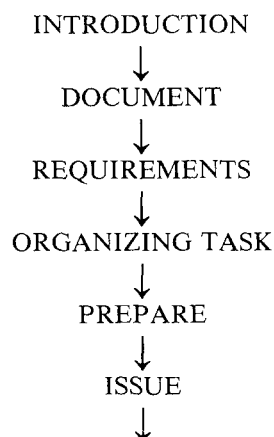 INTRODUCTION
DOCUMENT
REQUIREMENTS
ORGANIZING TASK
PREPARE
ISSUE